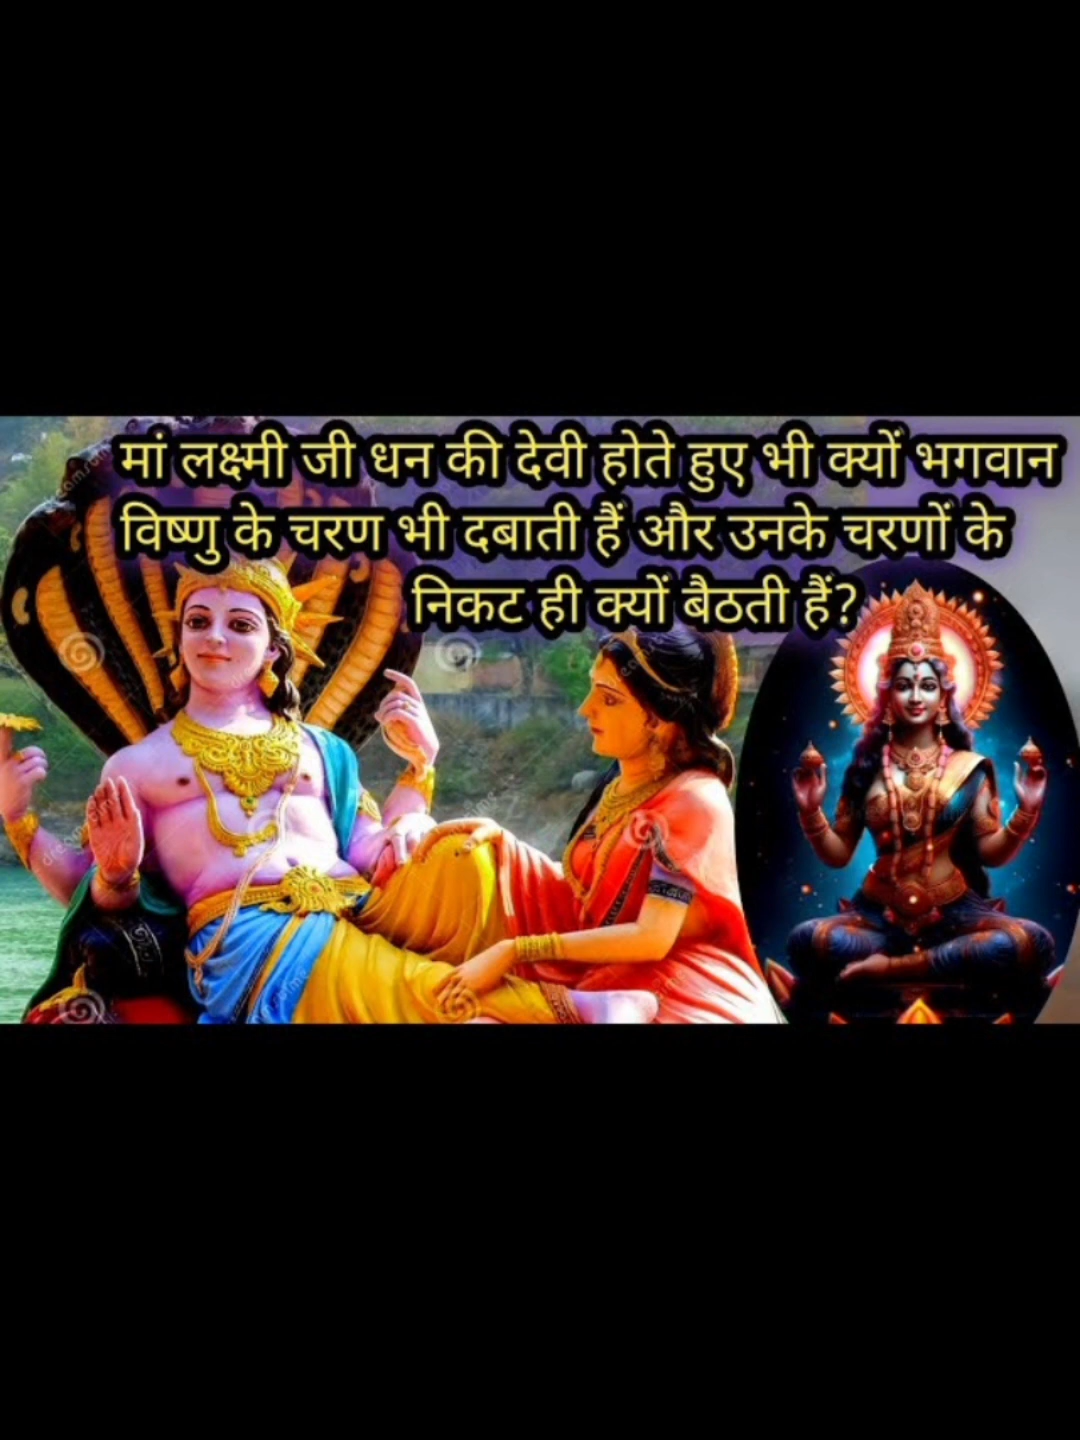 मां लक्ष्मी जी धन की देवी होते हुए भी क्यों भगवान
विष्णु के चरण भी दबाती हैं और उनके चरणों के
निकट ही क्यों बैठती हैं?